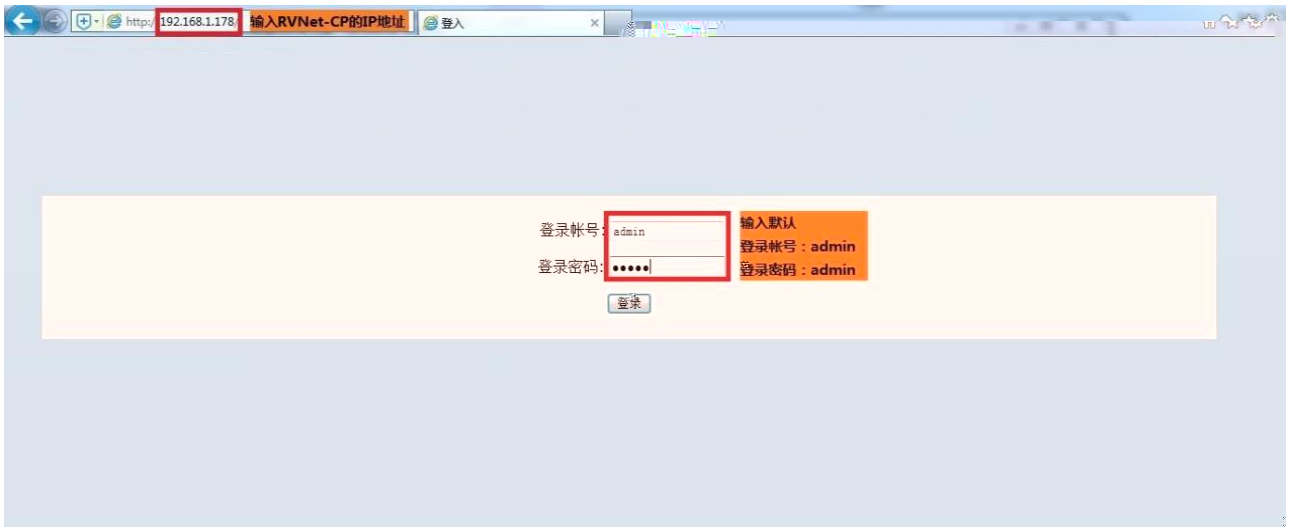 http:/192.168.1.178/ 输入RVNet-CP的IP地址 登入
登录帐号: admin
输入默认
登录帐号：admin
登录密码: •••••
登录密码：admin
登录